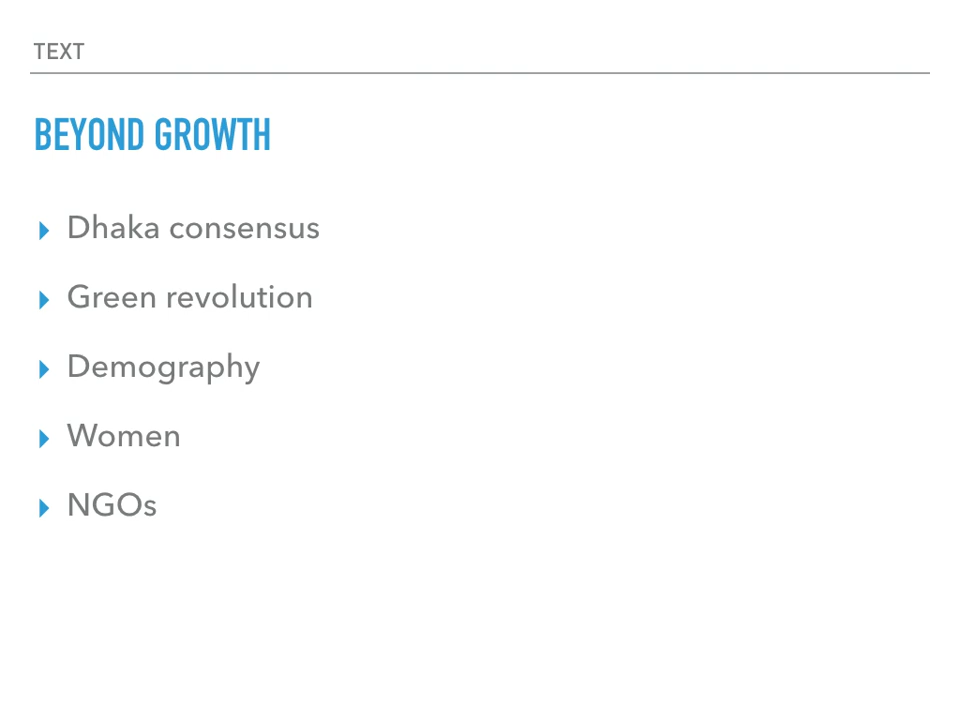 TEXT
BEYOND GROWTH
Dhaka consensus
Green revolution
Demography
Women
NGOs